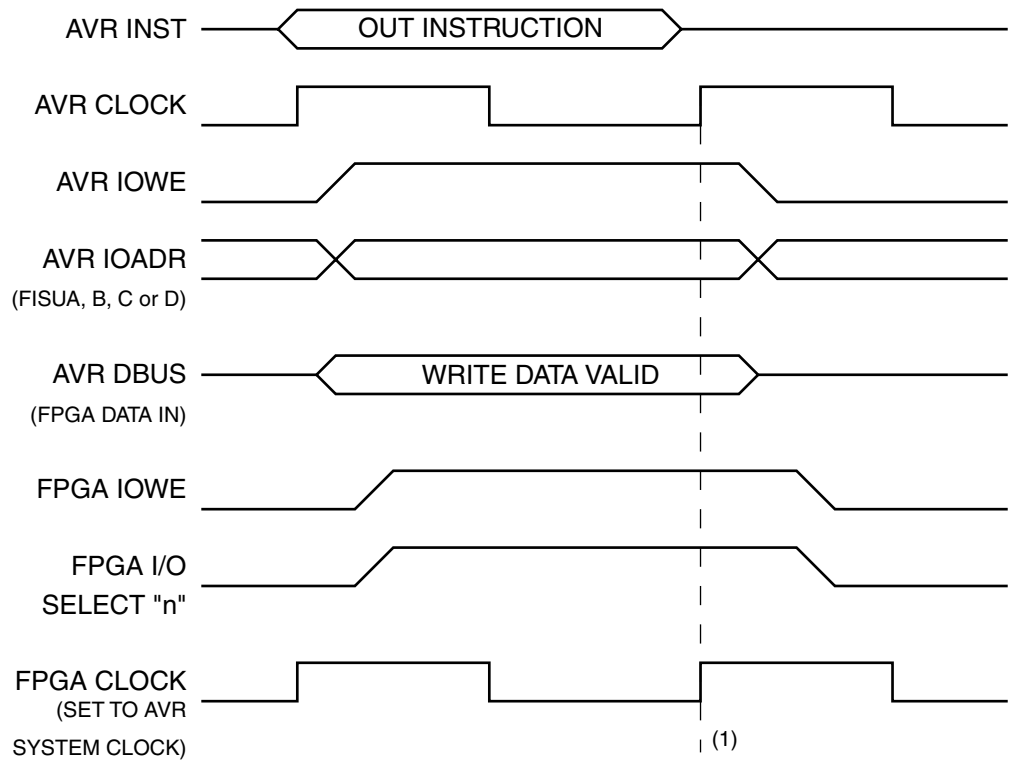 AVR INST
OUT INSTRUCTION
AVR CLOCK
AVR IOWE
AVR IOADR
(FISUA, B, C or D)
AVR DBUS
WRITE DATA VALID
(FPGA DATA IN)
FPGA IOWE
FPGA I/O
SELECT "n"
FPGA CLOCK
(SET TO AVR
SYSTEM CLOCK)
(1)